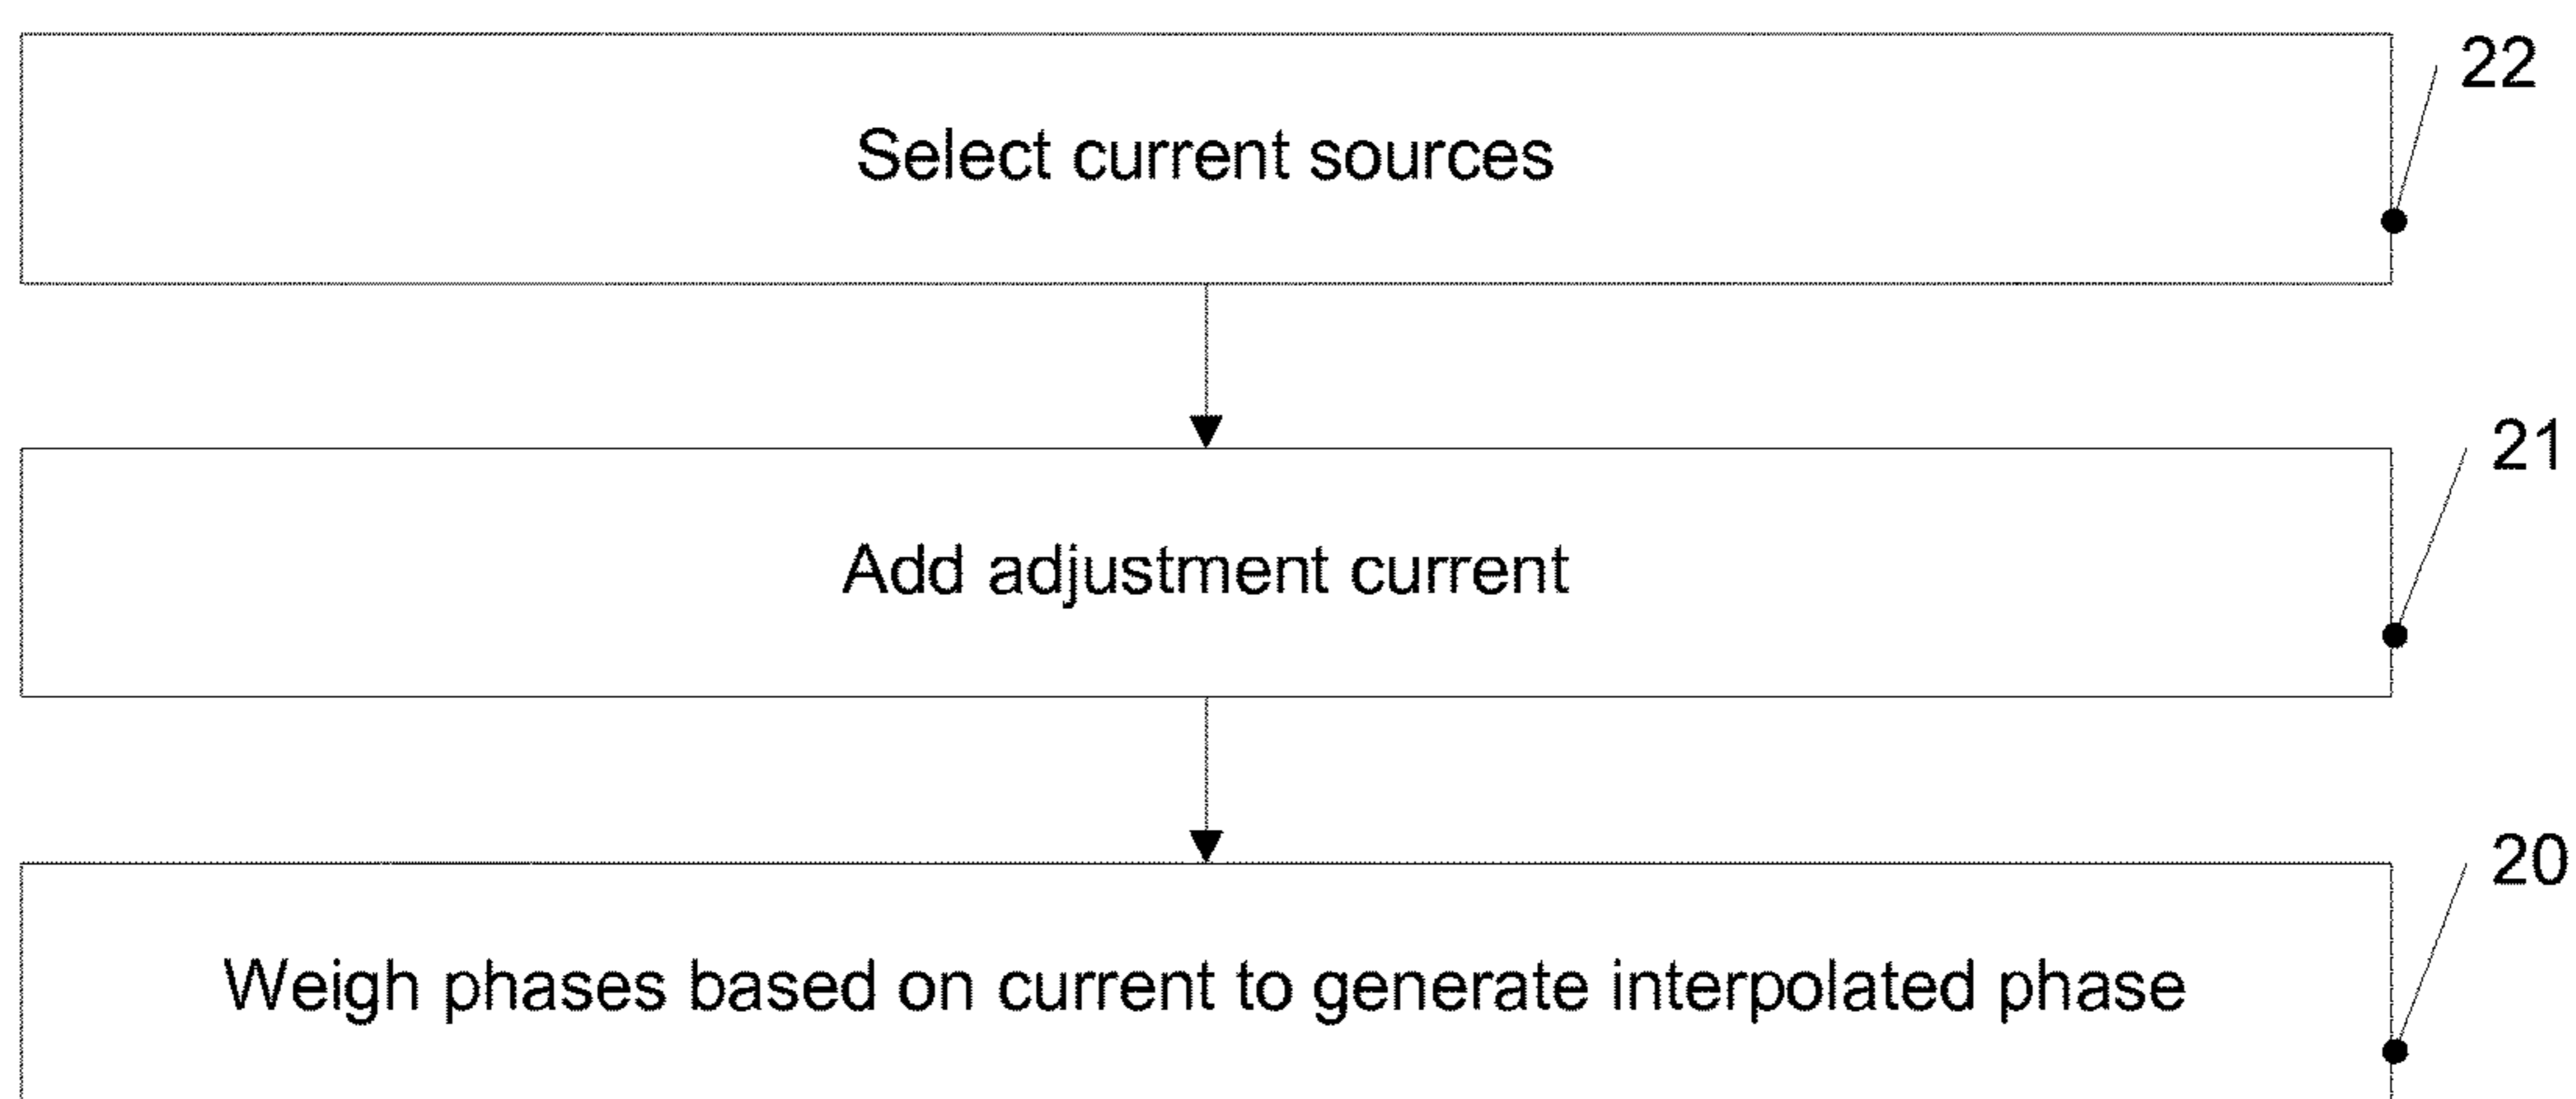 22
Select current sources
21
Add adjustment current
20
Weigh phases based on current to generate interpolated phase